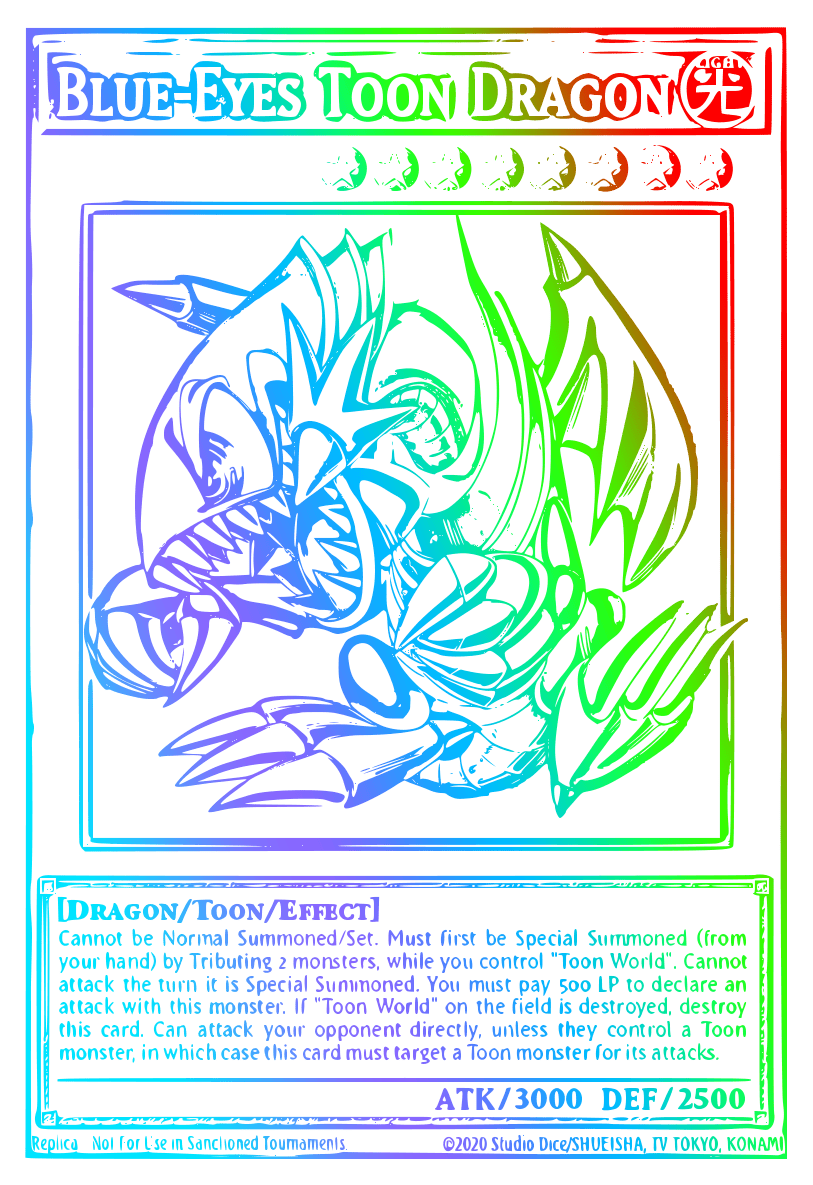 BLUE-EYES TOON DRAGON
LIGHT
光
[DRAGON/TOON/EFFECT]
Cannot be Normal Summoned/Set. Must first be Special Summoned (from
your hand) by Tributing 2 monsters, while you control "Toon World". Cannot
attack the turn it is Special Summoned. You must pay 500 LP to declare an
attack with this monster. If "Toon World" on the field is destroyed, destroy
this card. Can attack your opponent directly, unless they control a Toon
monster, in which case this card must target a Toon monster for its attacks.
ATK/3000 DEF/2500
Replica Not For Use in Sanctioned Tournaments.
©2020 Studio Dice/SHUEISHA, TV TOKYO, KONAMI